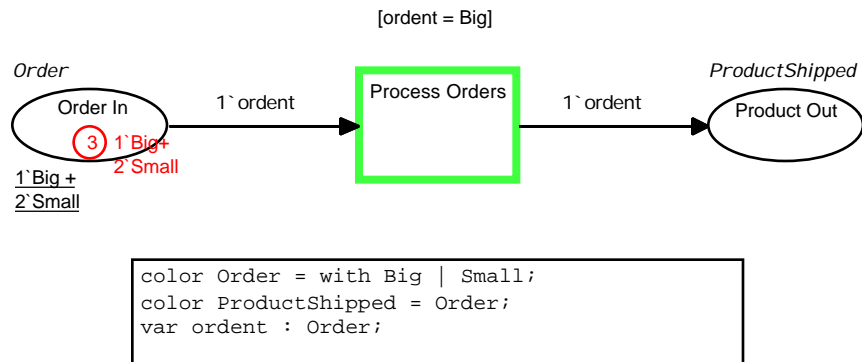 [ordent = Big]
Order
ProductShipped
Order In
1`ordent
Process Orders
1`ordent
Product Out
3
1`Big+
2`Small
1`Big +
2`Small
color Order = with Big | Small;
color ProductShipped = Order;
var ordent : Order;